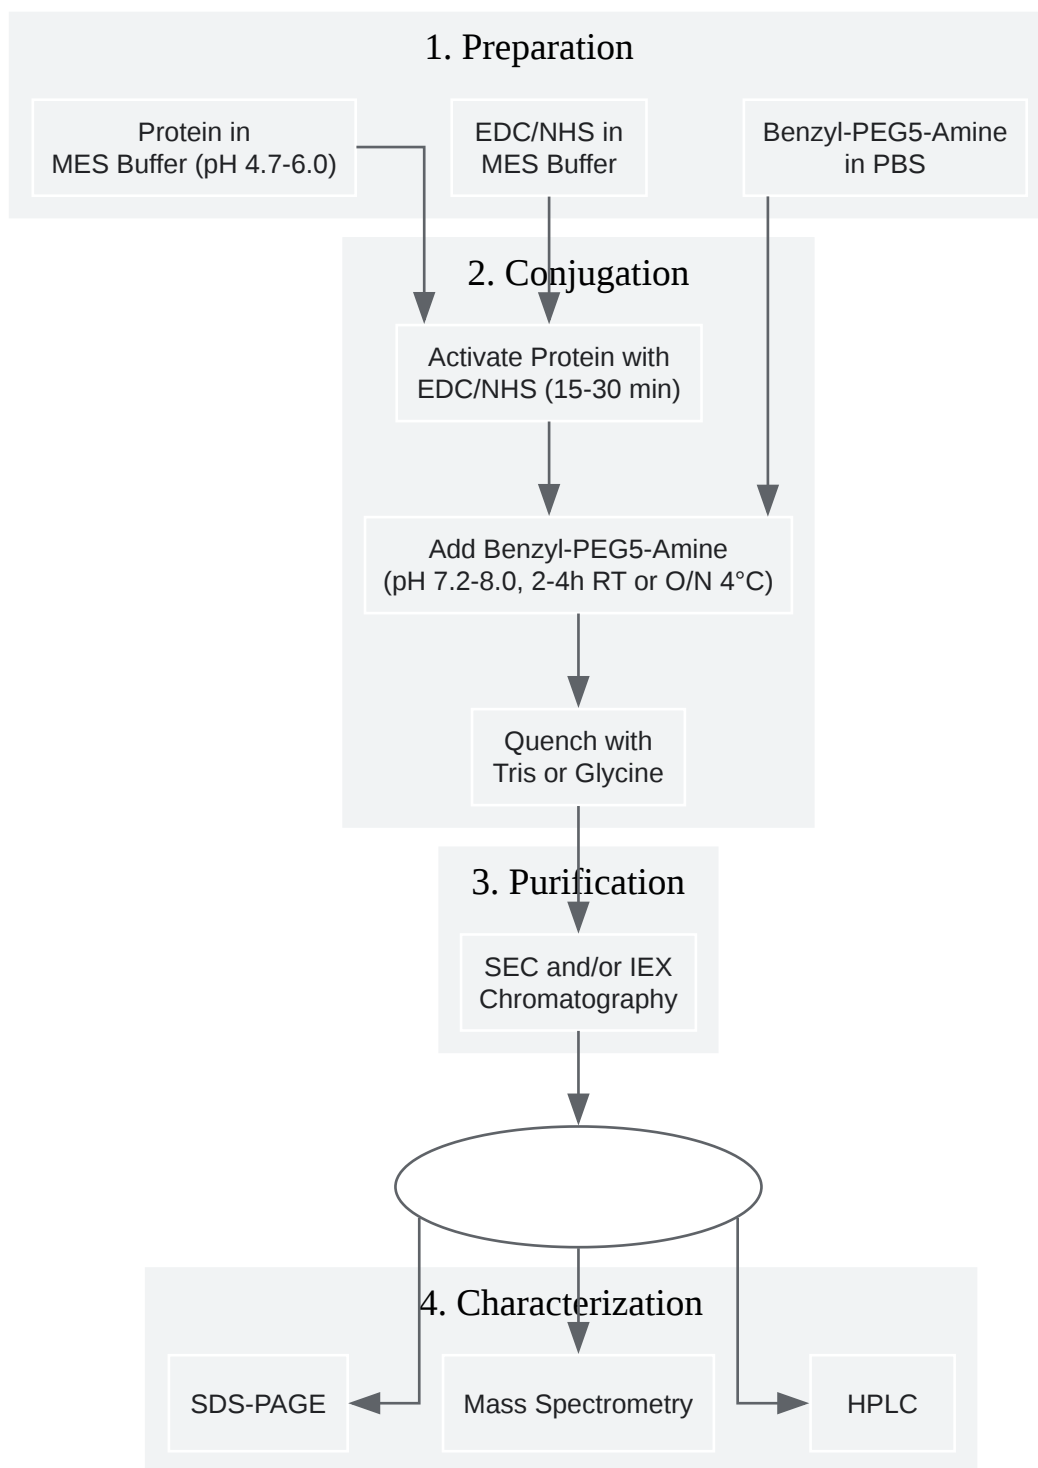 1. Preparation
Protein in
MES Buffer (pH 4.7-6.0)
EDC/NHS in
MES Buffer
Benzyl-PEG5-Amine
in PBS
2. Conjugation
Activate Protein with
EDC/NHS (15-30 min)
Add Benzyl-PEG5-Amine
(pH 7.2-8.0, 2-4h RT or O/N 4°C)
Quench with
Tris or Glycine
3. Purification
SEC and/or IEX
Chromatography
4. Characterization
SDS-PAGE
Mass Spectrometry
HPLC